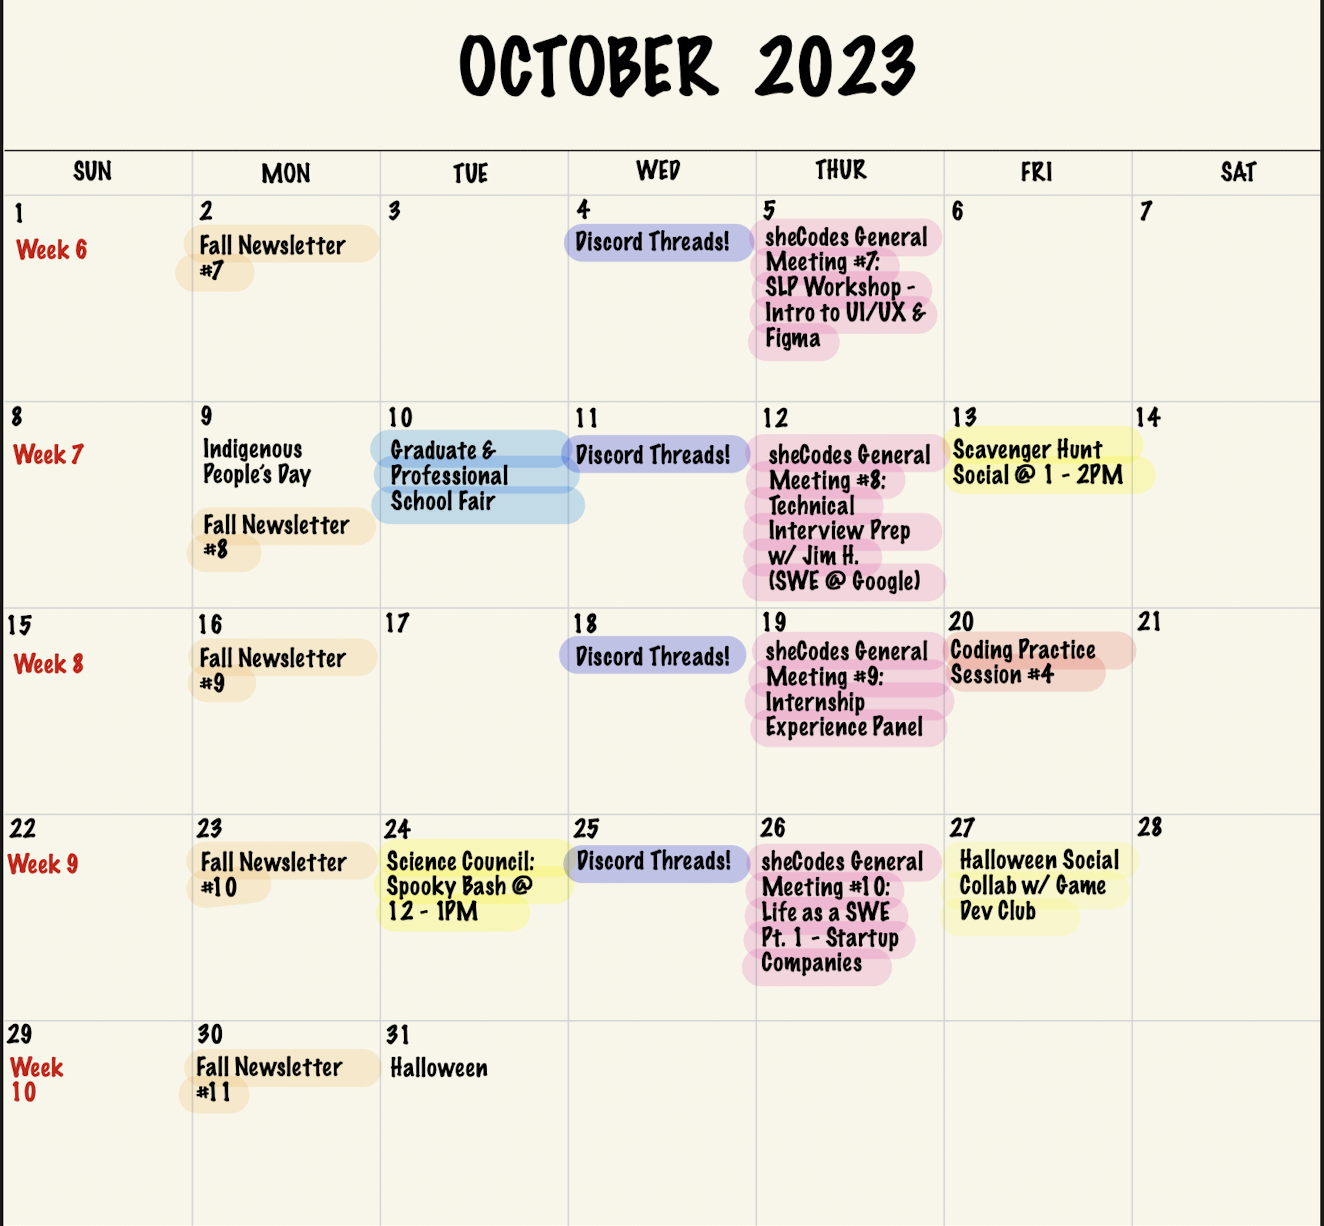 OCTOBER 2023
SUN
MON
TUE
WED
THUR
FRI
SAT
1
Week 6
2
Fall Newsletter
#7
3
4
Discord Threads!
5
sheCodes General
Meeting #7:
SLP Workshop -
Intro to UI/UX &
Figma
6
7
8
Week 7
9
Indigenous
People's Day
Fall Newsletter
#8
10
Graduate &
Professional
School Fair
11
Discord Threads!
12
sheCodes General
Meeting #8:
Technical
Interview Prep
w/ Jim H.
(SWE @ Google)
13
Scavenger Hunt
Social @ 1 - 2PM
14
15
Week 8
16
Fall Newsletter
#9
17
18
Discord Threads!
19
sheCodes General
Meeting #9:
Internship
Experience Panel
20
Coding Practice
Session #4
21
22
Week 9
23
Fall Newsletter
#10
24
Science Council:
Spooky Bash @
12 - 1PM
25
Discord Threads!
26
sheCodes General
Meeting #10:
Life as a SWE
Pt. 1 - Startup
Companies
27
Halloween Social
Collab w/ Game
Dev Club
28
29
Week
10
30
Fall Newsletter
#11
31
Halloween